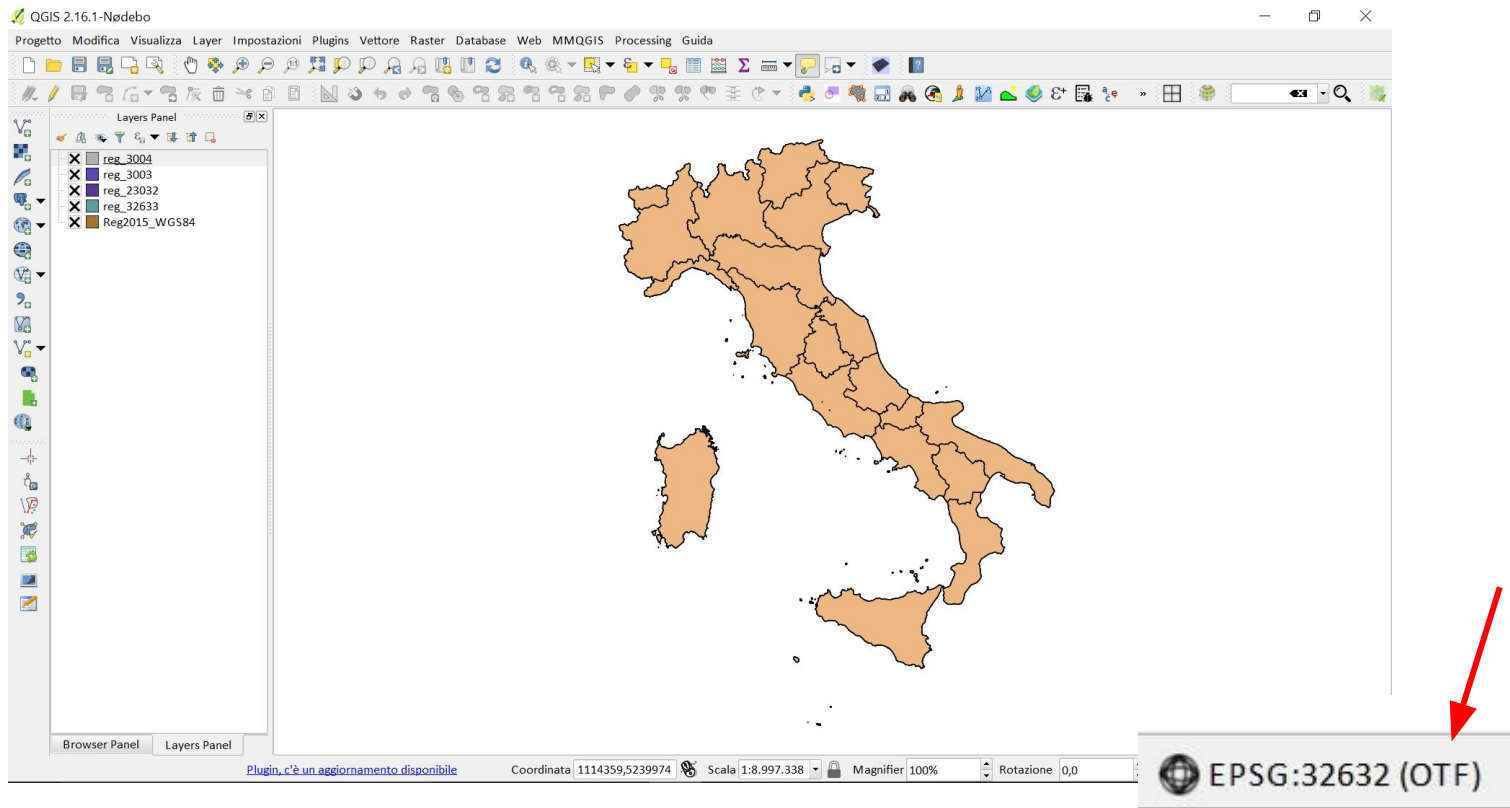 QGIS 2.16.1-Nødebo
Progetto Modifica Visualizza Layer Impostazioni Plugins Vettore Raster Database Web MMQGIS Processing Guida
Layers Panel
reg_3004
reg_3003
reg_23032
reg_32633
Reg2015_WGS84
Browser Panel Layers Panel
Plugin, c'è un aggiornamento disponibile Coordinata 1114359,5239974 Scala 1:8.997.338 Magnifier 100% Rotazione 0,0
EPSG:32632 (OTF)